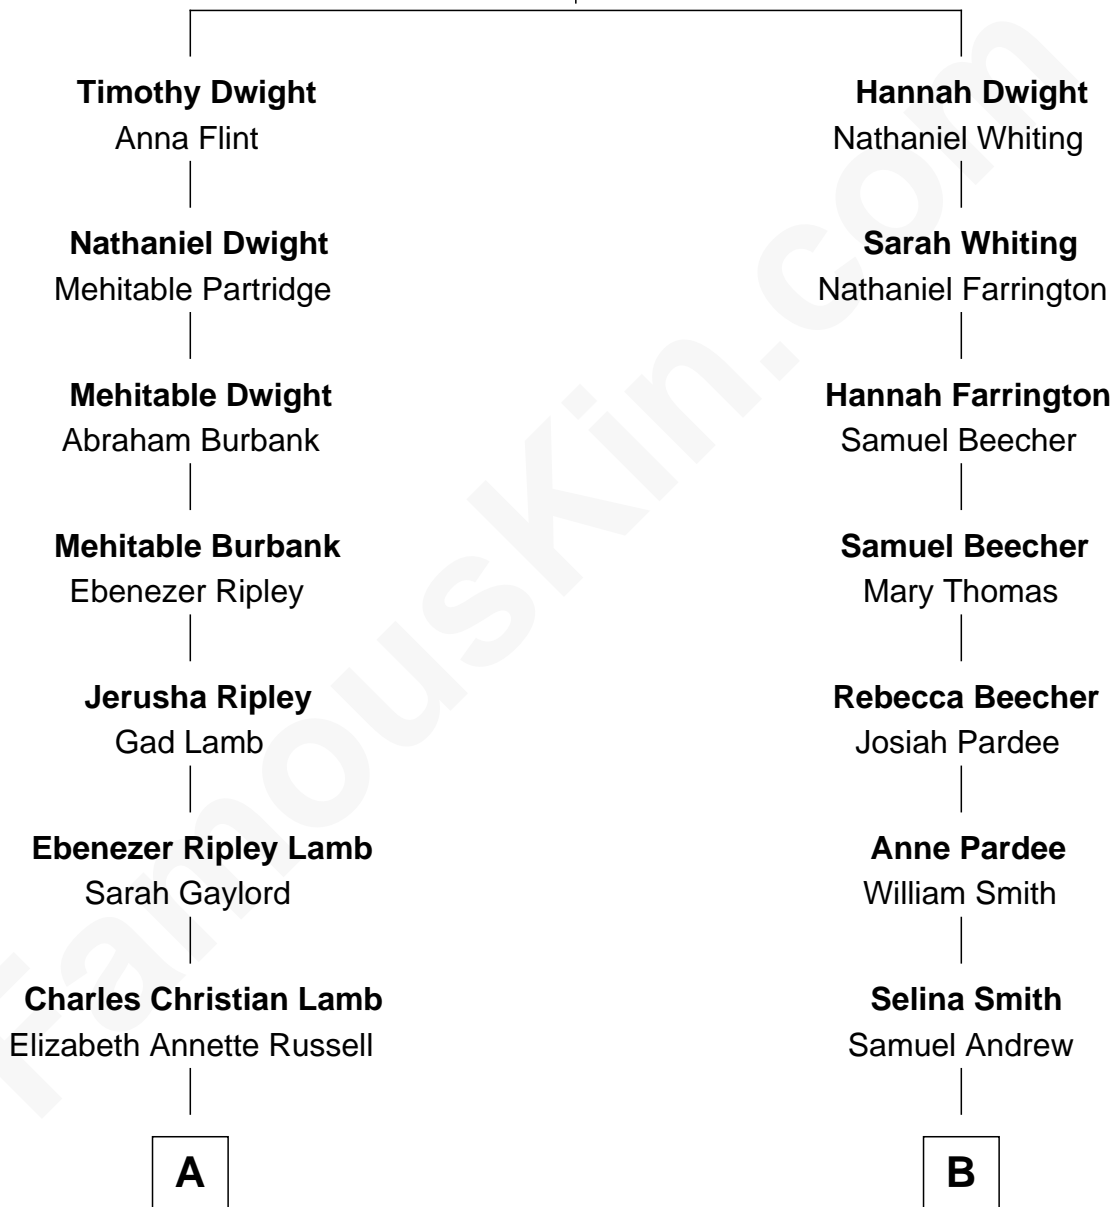 Timothy Dwight
Anna Flint
Nathaniel Dwight
Mehitable Partridge
Mehitable Dwight
Abraham Burbank
Mehitable Burbank
Ebenezer Ripley
Jerusha Ripley
Gad Lamb
Ebenezer Ripley Lamb
Sarah Gaylord
Charles Christian Lamb
Elizabeth Annette Russell
A
Hannah Dwight
Nathaniel Whiting
Sarah Whiting
Nathaniel Farrington
Hannah Farrington
Samuel Beecher
Samuel Beecher
Mary Thomas
Rebecca Beecher
Josiah Pardee
Anne Pardee
William Smith
Selina Smith
Samuel Andrew
B
FamousKin.com